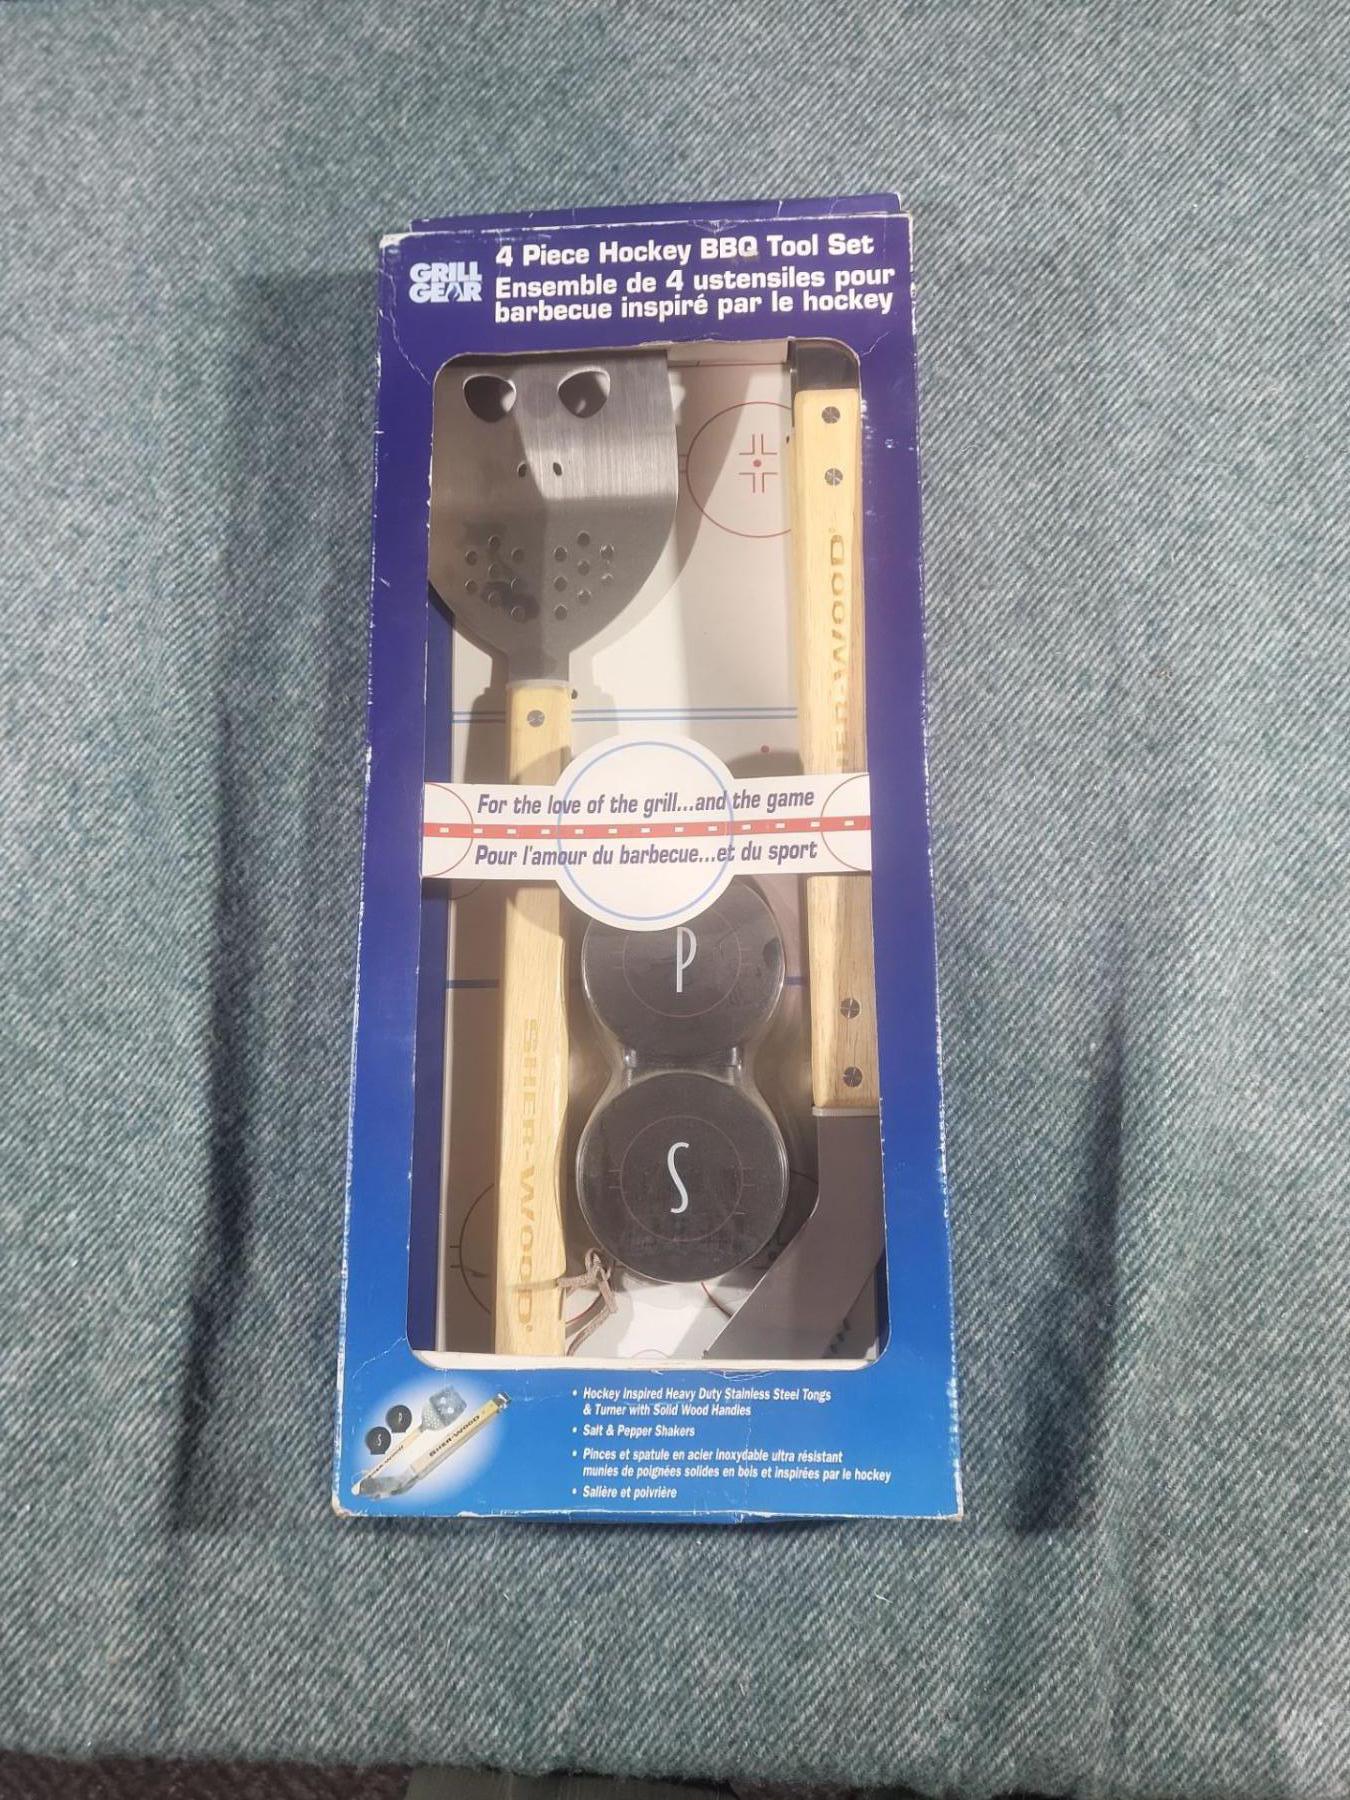 GRILL
GEAR
4 Piece Hockey BBQ Tool Set
Ensemble de 4 ustensiles pour
barbecue inspiré par le hockey
SHER-WOOD
For the love of the grill...and the game
Pour l'amour du barbecue...et du sport
P
S
SHER-WOOD
• Hockey Inspired Heavy Duty Stainless Steel Tongs
& Turner with Solid Wood Handles
• Salt & Pepper Shakers
• Pinces et spatule en acier inoxydable ultra résistant
munies de poignées solides en bois et inspirées par le hockey
• Salière et poivrière
P
S
SHER-WOOD